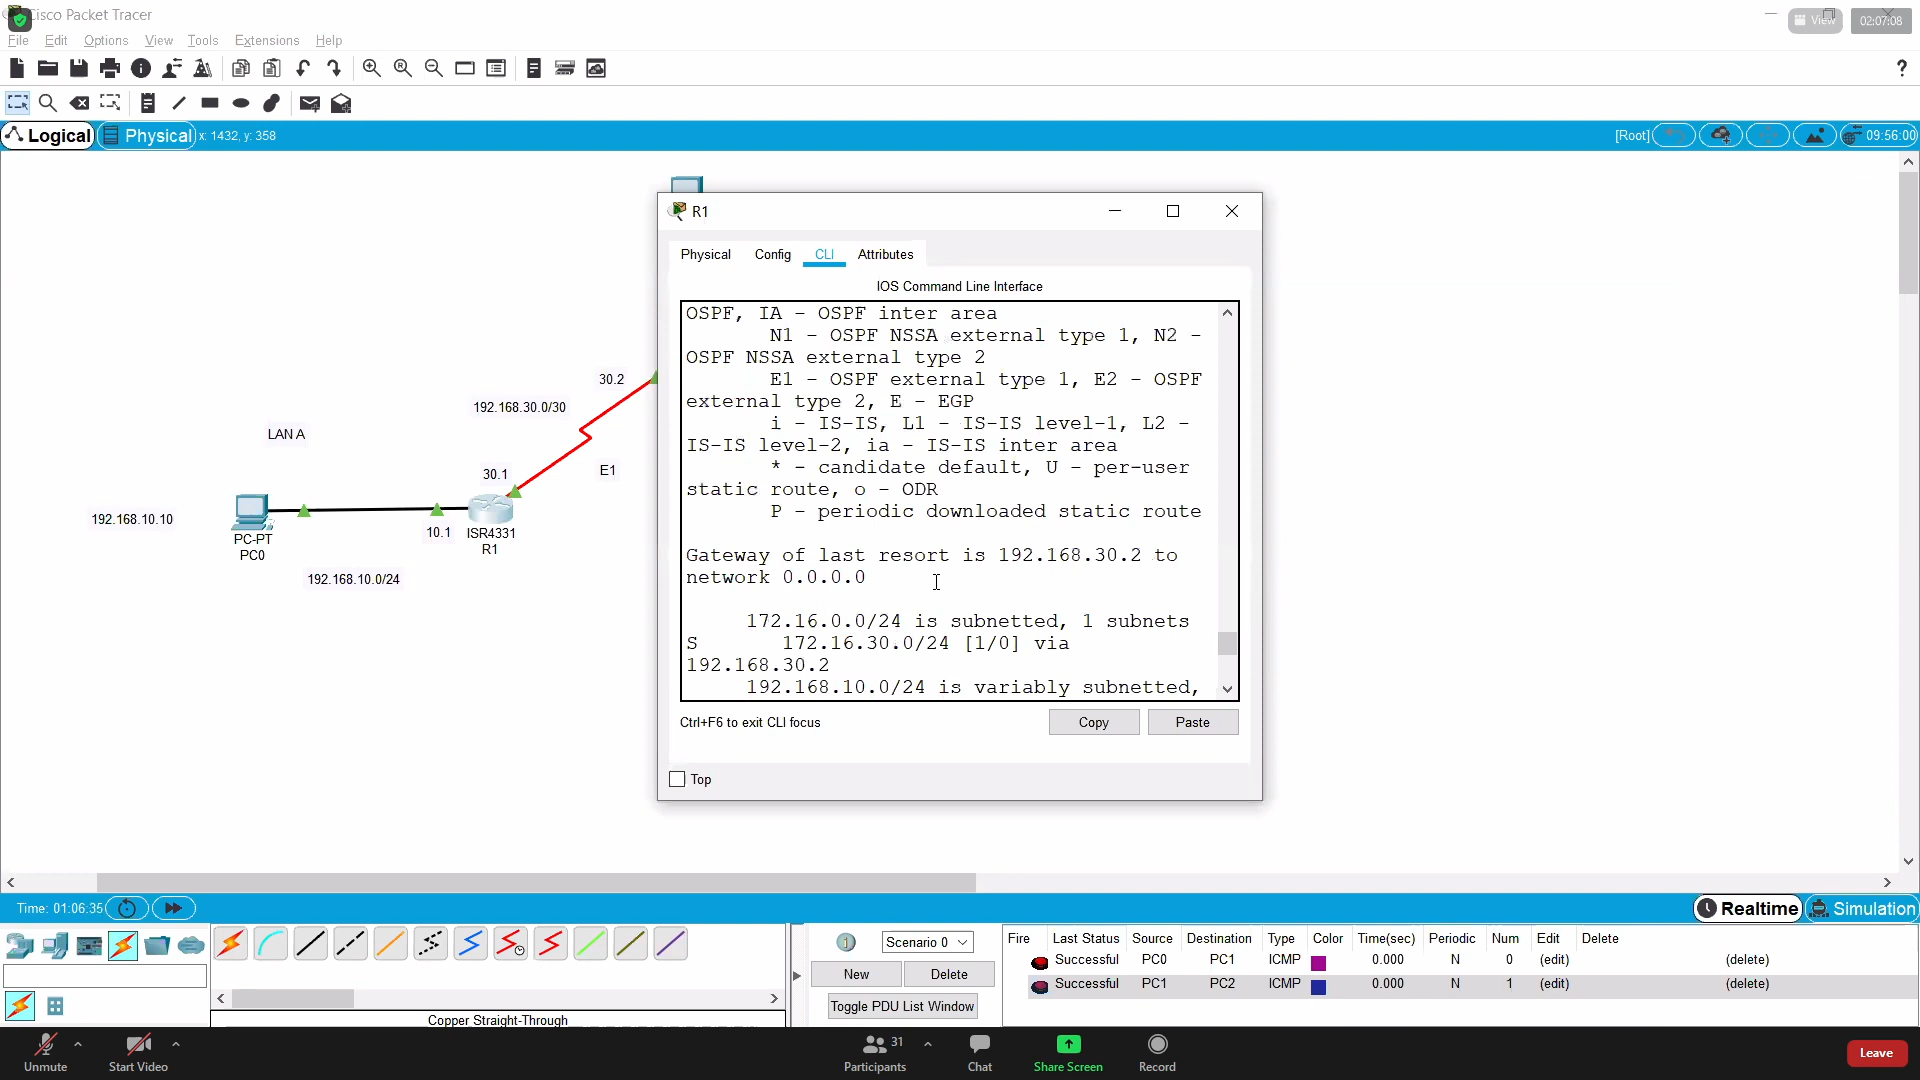 Cisco Packet Tracer
View
02:07:08
File Edit Options View Tools Extensions Help
?
Logical
Physical
x: 1432, y: 358
[Root]
09:56:00
R1
Physical Config CLI Attributes
IOS Command Line Interface
OSPF, IA - OSPF inter area
N1 - OSPF NSSA external type 1, N2 -
OSPF NSSA external type 2
E1 - OSPF external type 1, E2 - OSPF
external type 2, E - EGP
i - IS-IS, L1 - IS-IS level-1, L2 -
IS-IS level-2, ia - IS-IS inter area
* - candidate default, U - per-user
static route, o - ODR
P - periodic downloaded static route
Gateway of last resort is 192.168.30.2 to
network 0.0.0.0
172.16.0.0/24 is subnetted, 1 subnets
S 172.16.30.0/24 [1/0] via
192.168.30.2
192.168.10.0/24 is variably subnetted,
Ctrl+F6 to exit CLI focus
Copy
Paste
Top
30.2
192.168.30.0/30
LAN A
E1
30.1
192.168.10.10
PC-PT
PC0
10.1
ISR4331
R1
192.168.10.0/24
Time: 01:06:35
Realtime
Simulation
Scenario 0
New
Delete
Toggle PDU List Window
Copper Straight-Through
Fire Last Status Source Destination Type Color Time(sec) Periodic Num Edit Delete
Successful PC0 PC1 ICMP 0.000 N 0 (edit) (delete)
Successful PC1 PC2 ICMP 0.000 N 1 (edit) (delete)
Unmute
Start Video
31
Participants
Chat
Share Screen
Record
Leave